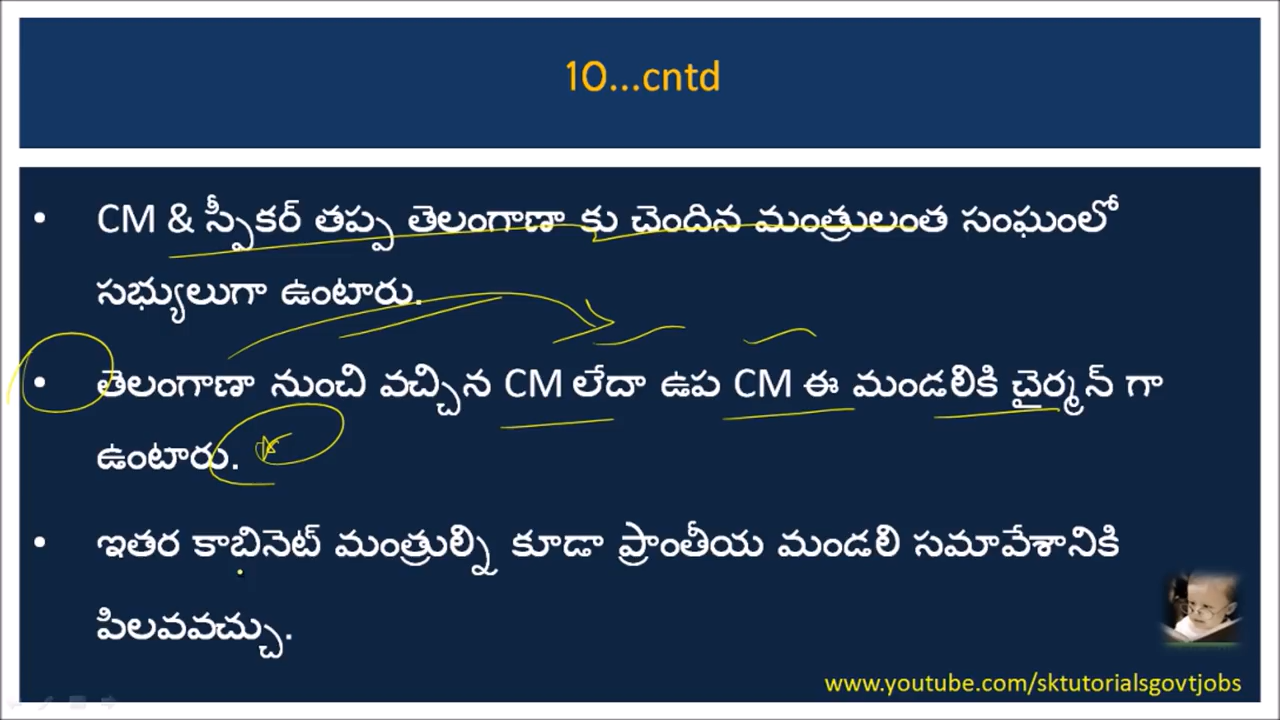 10...cntd
• CM & స్పీకర్ తప్ప తెలంగాణా కు చెందిన మంత్రులంత సంఘంలో
సభ్యులుగా ఉంటారు.
• తెలంగాణా నుంచి వచ్చిన CM లేదా ఉప CM ఈ మండలికి చైర్మన్ గా
ఉంటారు.
• ఇతర కాబినెట్ మంత్రుల్ని కూడా ప్రాంతీయ మండలి సమావేశానికి
పిలవవచ్చు.
www.youtube.com/sktutorialsgovtjobs